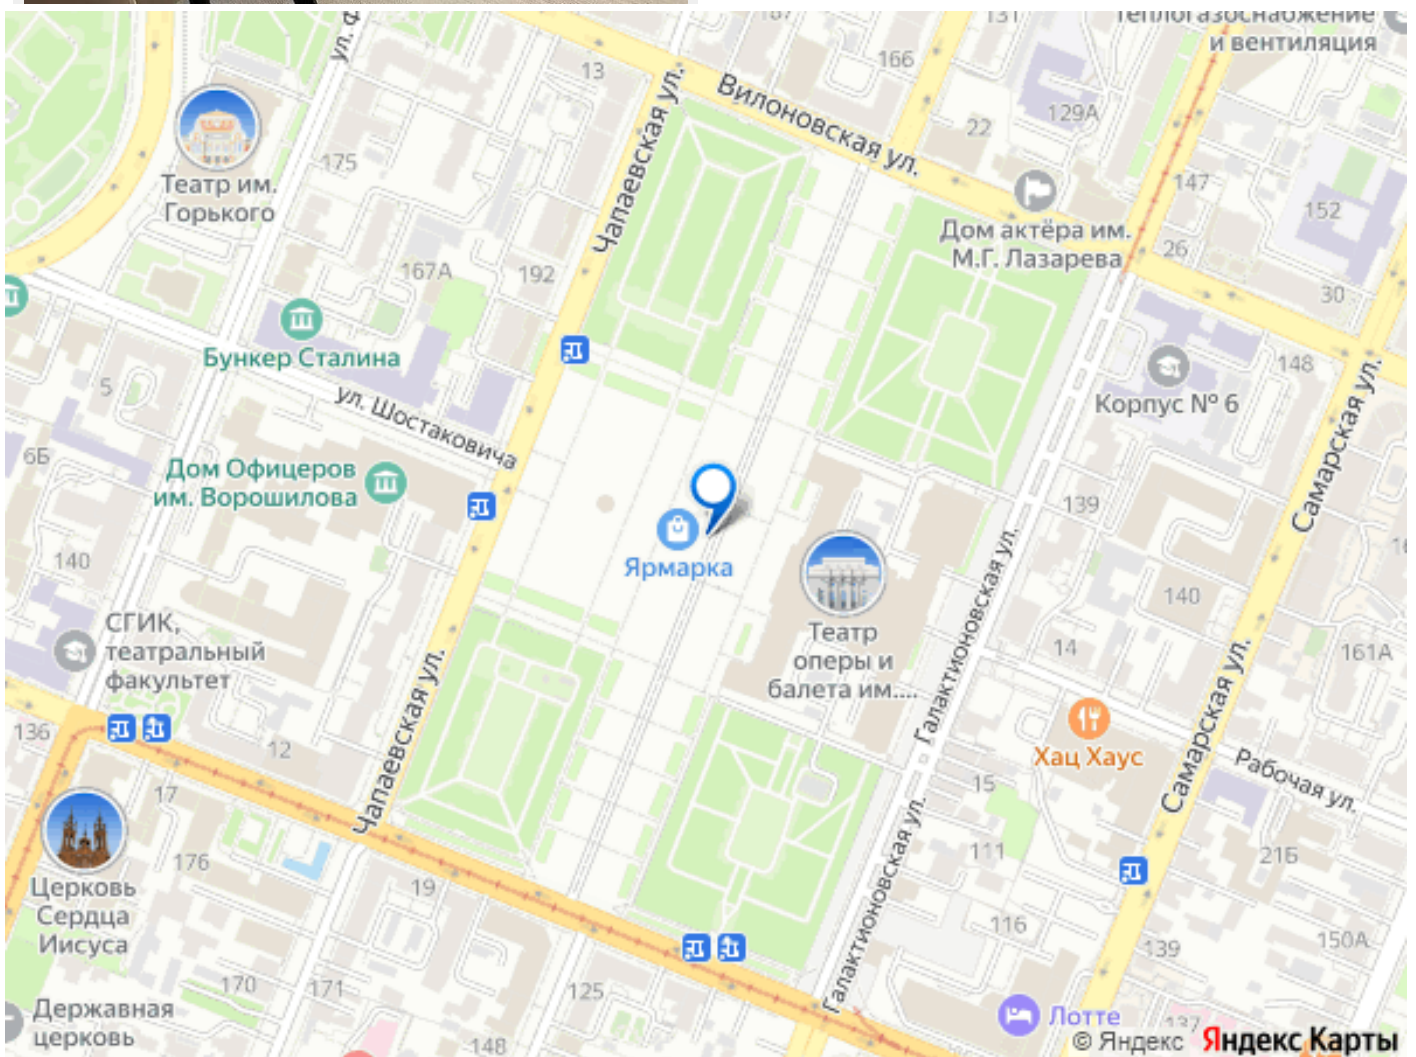 теплогазоснабжение
и вентиляция
ул. Ф
187
131
13
166
Вилоновская ул.
22
129А
Чапаевская ул.
Театр им.
Горького
175
147
152
Дом актёра им.
М.Г. Лазарева
26
167А
192
30
Бункер Сталина
148
5
ул. Шостаковича
Корпус № 6
Самарская ул.
6Б
Дом Офицеров
им. Ворошилова
139
Ярмарка
140
Галактионовская ул.
16
140
СГИК,
театральный
факультет
Театр
оперы и
балета им....
14
161А
136
12
Чапаевская ул.
Хац Хаус
Самарская ул.
Рабочая ул.
17
15
176
19
111
21Б
Церковь
Сердца
Иисуса
Галактионовская ул.
116
139
150А
170
171
125
Державная
церковь
148
Лотте
137
© Яндекс Яндекс Карты